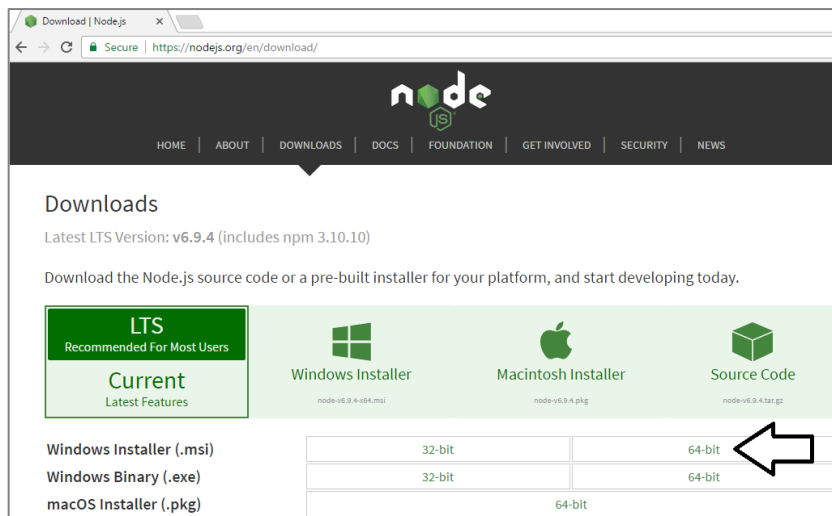 Download | Node.js
Secure | https://nodejs.org/en/download/
node
JS
HOME | ABOUT | DOWNLOADS | DOCS | FOUNDATION | GET INVOLVED | SECURITY | NEWS
Downloads
Latest LTS Version: v6.9.4 (includes npm 3.10.10)
Download the Node.js source code or a pre-built installer for your platform, and start developing today.
LTS
Recommended For Most Users
Current
Latest Features
Windows Installer
node-v6.9.4-x64.msi
Macintosh Installer
node-v6.9.4.pkg
Source Code
node-v6.9.4.tar.gz
Windows Installer (.msi) 32-bit 64-bit
Windows Binary (.exe) 32-bit 64-bit
macOS Installer (.pkg) 64-bit